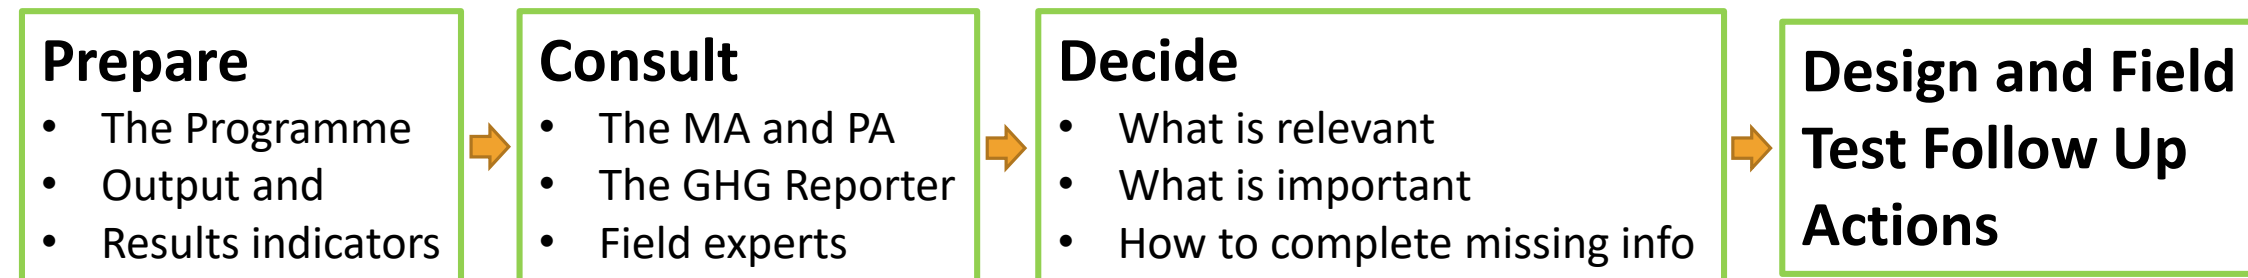 Prepare
• The Programme
• Output and
• Results indicators
Consult
• The MA and PA
• The GHG Reporter
• Field experts
Decide
• What is relevant
• What is important
• How to complete missing info
Design and Field
Test Follow Up
Actions